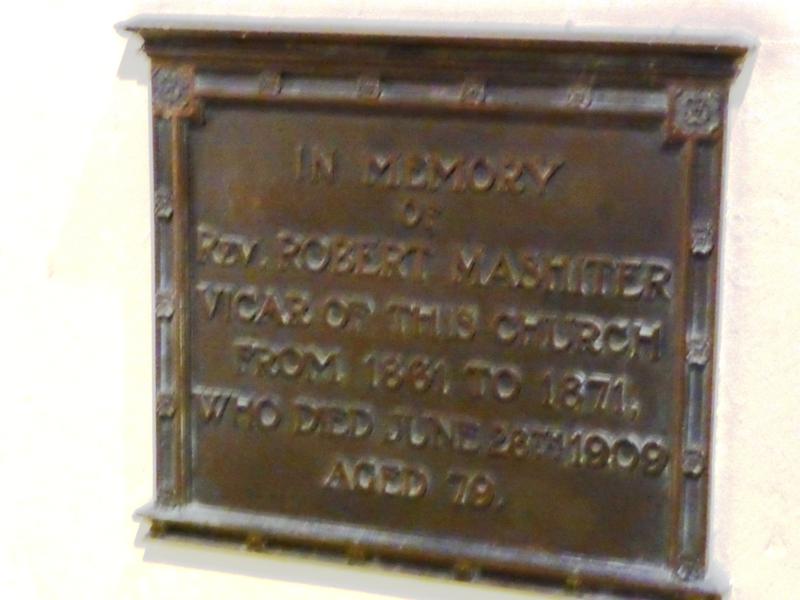 IN MEMORY
OF
REV. ROBERT MASHITER
VICAR OF THIS CHURCH
FROM 1861 TO 1871,
WHO DIED JUNE 28TH 1909
AGED 79.